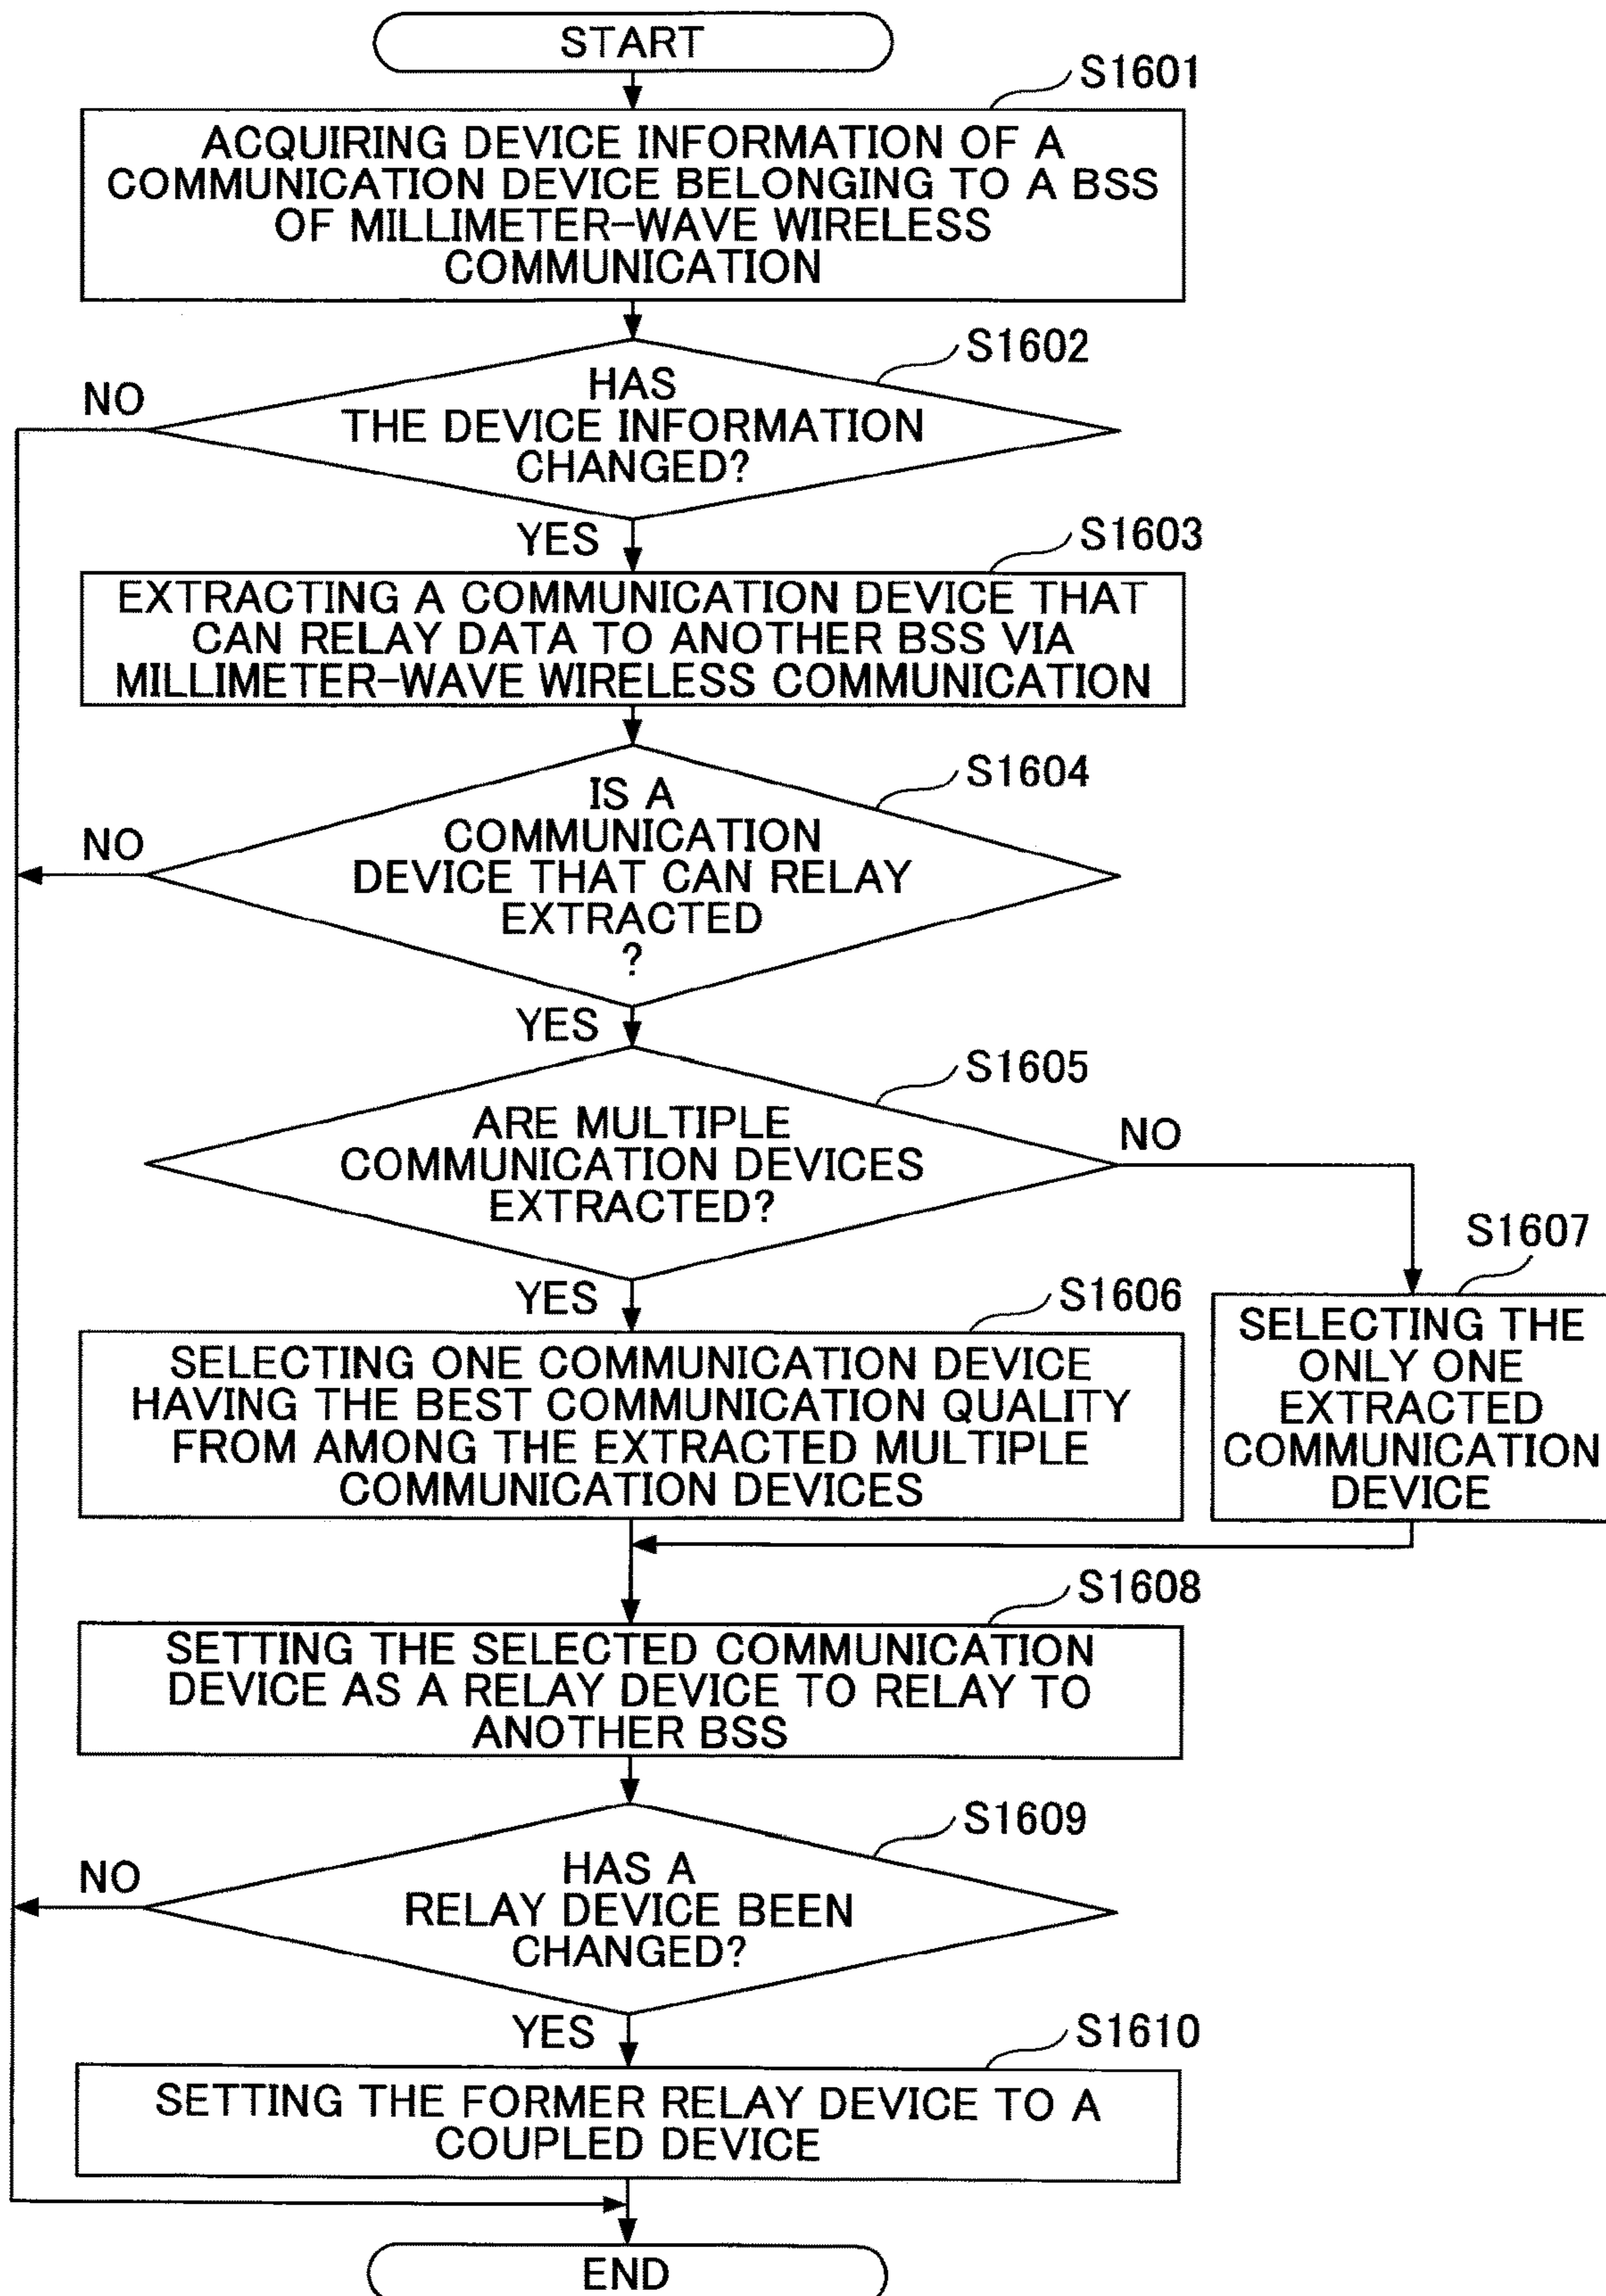 START
S1601
ACQUIRING DEVICE INFORMATION OF A
COMMUNICATION DEVICE BELONGING TO A BSS
OF MILLIMETER-WAVE WIRELESS
COMMUNICATION
S1602
NO
HAS
THE DEVICE INFORMATION
CHANGED?
YES
S1603
EXTRACTING A COMMUNICATION DEVICE THAT
CAN RELAY DATA TO ANOTHER BSS VIA
MILLIMETER-WAVE WIRELESS COMMUNICATION
S1604
NO
IS A
COMMUNICATION
DEVICE THAT CAN RELAY
EXTRACTED
?
YES
S1605
ARE MULTIPLE
COMMUNICATION DEVICES
EXTRACTED?
NO
YES
S1606
SELECTING ONE COMMUNICATION DEVICE
HAVING THE BEST COMMUNICATION QUALITY
FROM AMONG THE EXTRACTED MULTIPLE
COMMUNICATION DEVICES
S1607
SELECTING THE
ONLY ONE
EXTRACTED
COMMUNICATION
DEVICE
S1608
SETTING THE SELECTED COMMUNICATION
DEVICE AS A RELAY DEVICE TO RELAY TO
ANOTHER BSS
S1609
NO
HAS A
RELAY DEVICE BEEN
CHANGED?
YES
S1610
SETTING THE FORMER RELAY DEVICE TO A
COUPLED DEVICE
END